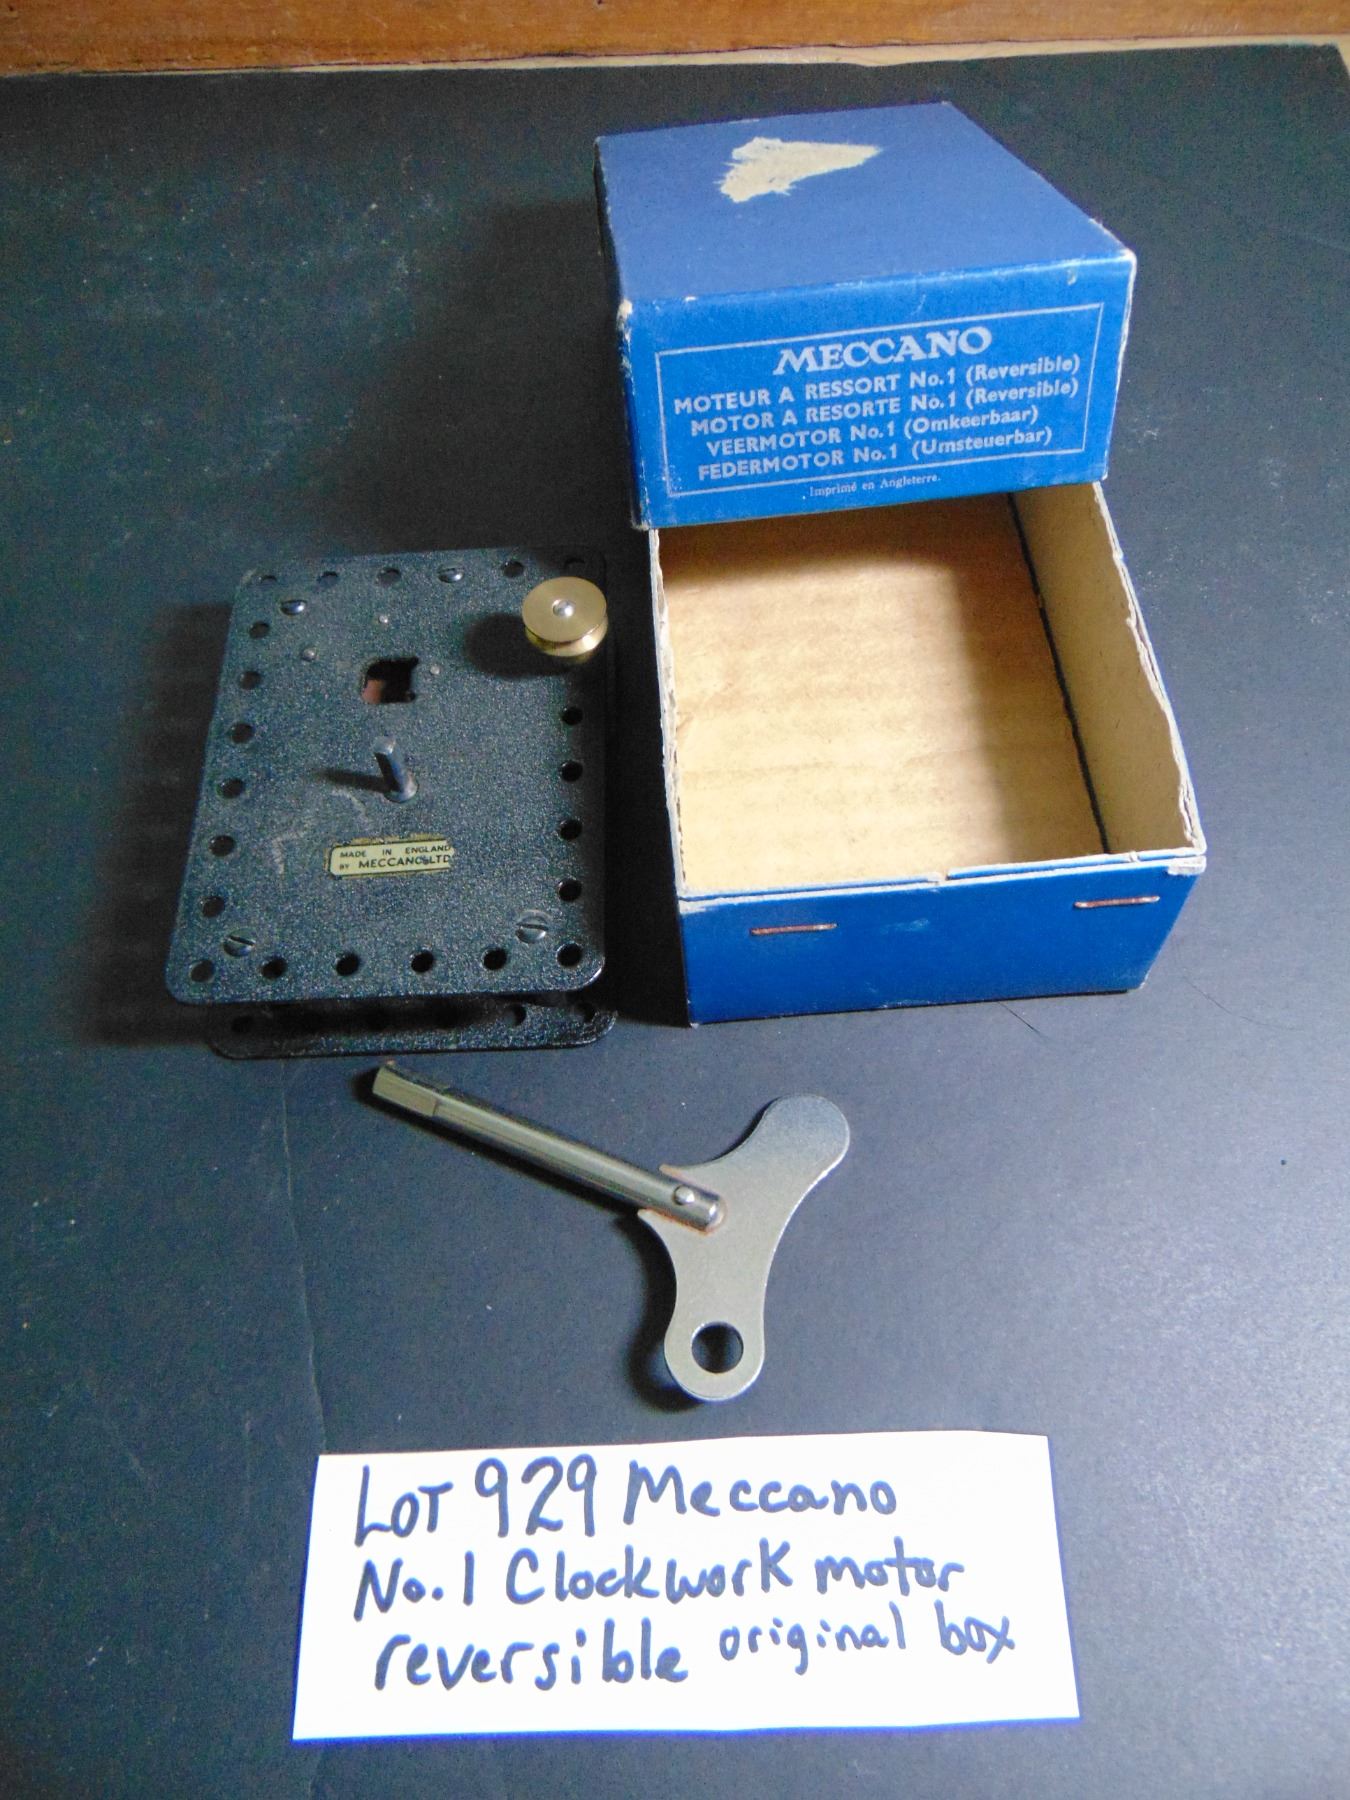 MECCANO
MOTEUR A RESSORT No.1 (Reversible)
MOTOR A RESORTE No.1 (Reversible)
VEERMOTOR No.1 (Omkeerbaar)
FEDERMOTOR No.1 (Umsteuerbar)
Imprimé en Angleterre.
MADE IN ENGLAND
BY MECCANO LTD
LOT 929 Meccano
No.1 Clockwork motor
reversible original box